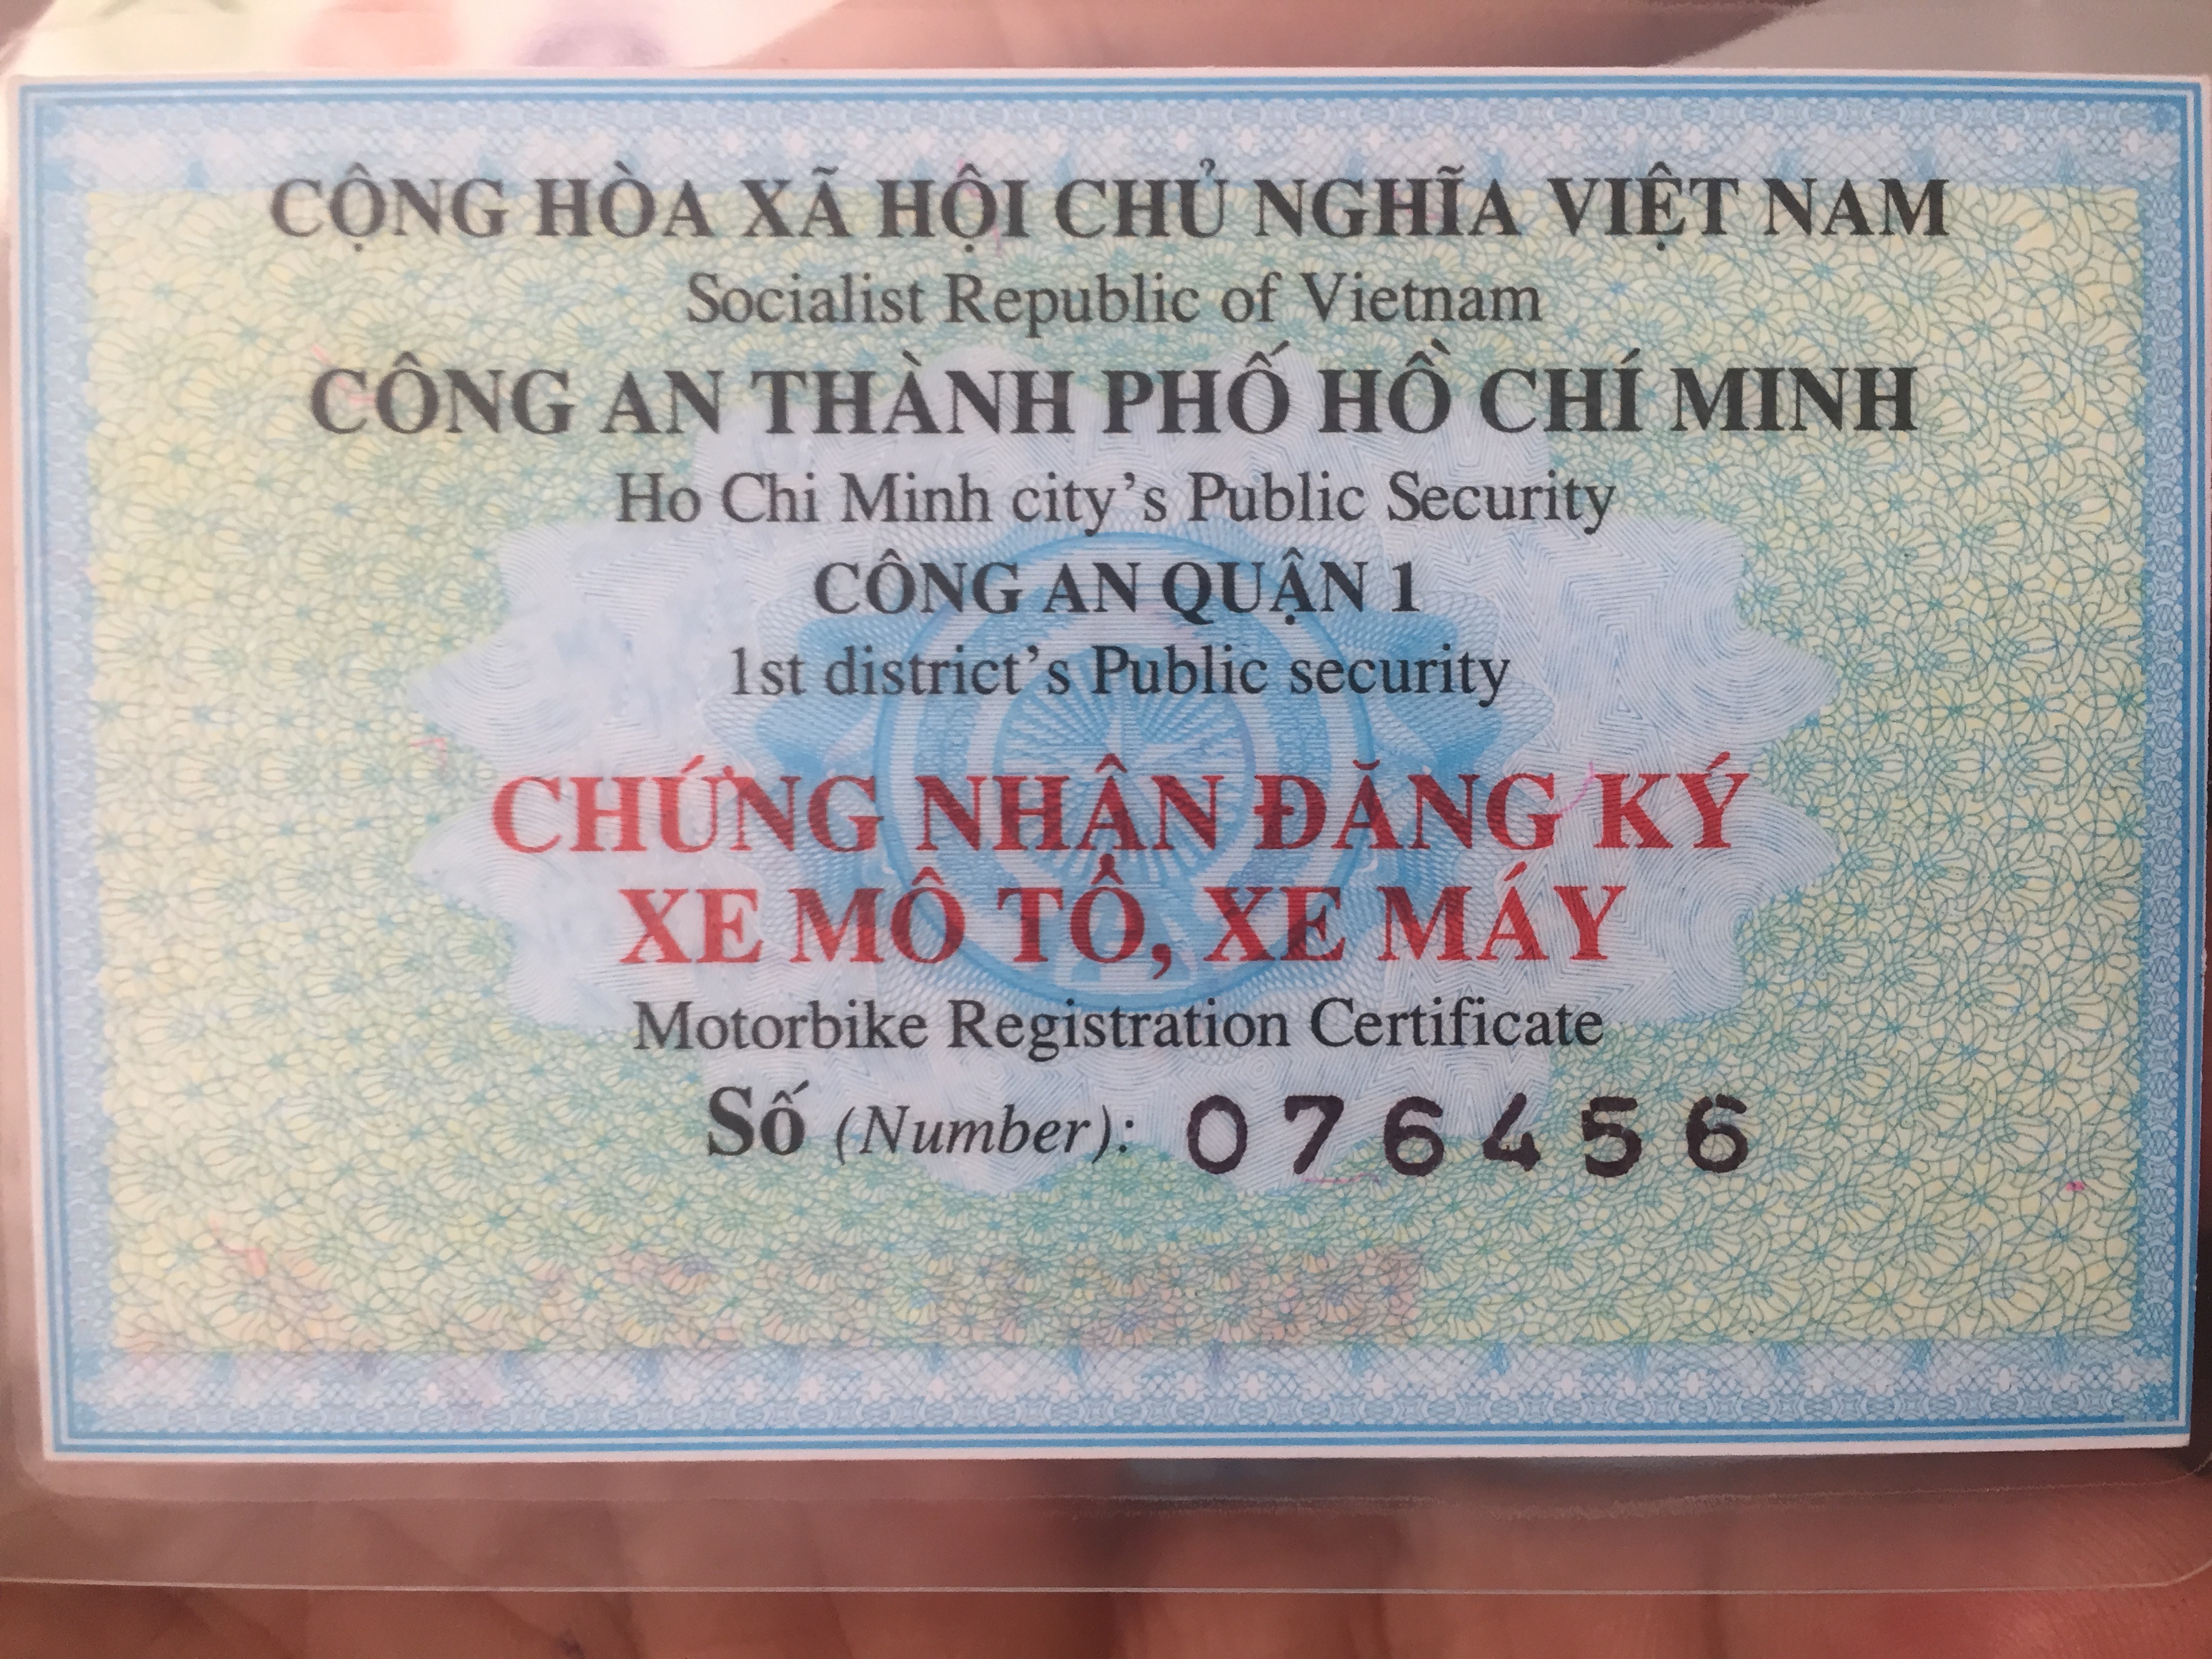 CỘNG HÒA XÃ HỘI CHỦ NGHĨA VIỆT NAM
Socialist Republic of Vietnam
CÔNG AN THÀNH PHỐ HỒ CHÍ MINH
Ho Chi Minh city's Public Security
CÔNG AN QUẬN 1
1st district's Public security
CHỨNG NHẬN ĐĂNG KÝ
XE MÔ TÔ, XE MÁY
Motorbike Registration Certificate
Số (Number): 0764566